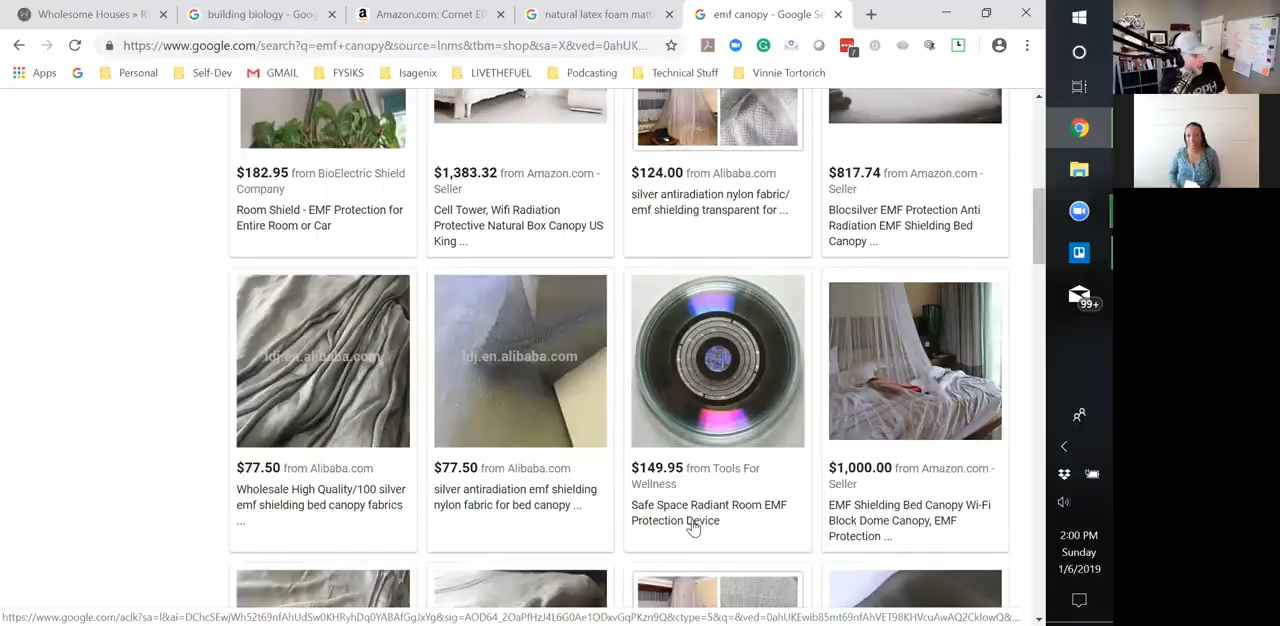 Wholesome Houses » R
building biology - Goog
Amazon.com: Cornet ED
natural latex foam matt
emf canopy - Google Se
https://www.google.com/search?q=emf+canopy&source=lnms&tbm=shop&sa=X&ved=0ahUK...
7
Apps
Personal
Self-Dev
GMAIL
FYSIKS
Isagenix
LIVETHEFUEL
Podcasting
Technical Stuff
Vinnie Tortorich
$182.95 from BioElectric Shield
Company
Room Shield - EMF Protection for
Entire Room or Car
$1,383.32 from Amazon.com -
Seller
Cell Tower, Wifi Radiation
Protective Natural Box Canopy US
King ...
$124.00 from Alibaba.com
silver antiradiation nylon fabric/
emf shielding transparent for ...
$817.74 from Amazon.com -
Seller
Blocsilver EMF Protection Anti
Radiation EMF Shielding Bed
Canopy ...
ldj.en.alibaba.com
ldj.en.alibaba.com
$77.50 from Alibaba.com
Wholesale High Quality/100 silver
emf shielding bed canopy fabrics
...
$77.50 from Alibaba.com
silver antiradiation emf shielding
nylon fabric for bed canopy ...
$149.95 from Tools For
Wellness
Safe Space Radiant Room EMF
Protection Device
$1,000.00 from Amazon.com -
Seller
EMF Shielding Bed Canopy Wi-Fi
Block Dome Canopy, EMF
Protection ...
99+
2:00 PM
Sunday
1/6/2019